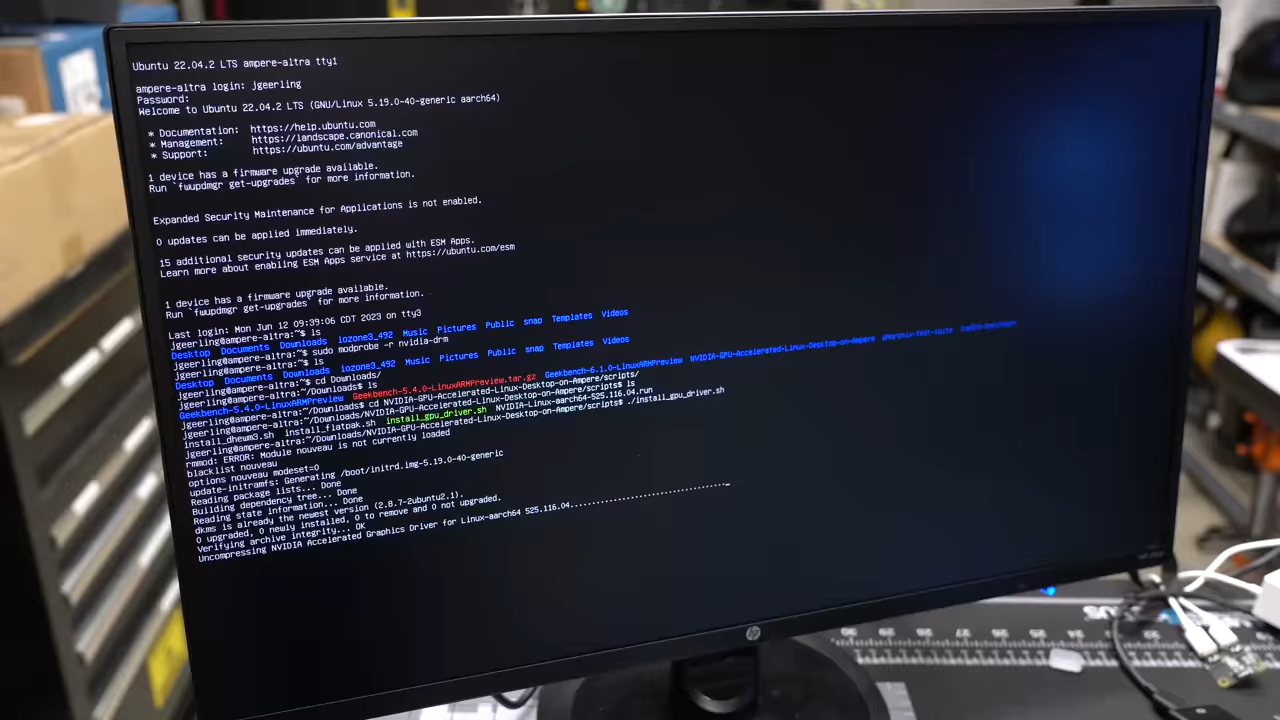 Ubuntu 22.04.2 LTS ampere-altra tty1
ampere-altra login: jgeerling
Password:
Welcome to Ubuntu 22.04.2 LTS (GNU/Linux 5.19.0-40-generic aarch64)
* Documentation: https://help.ubuntu.com
* Management: https://landscape.canonical.com
* Support: https://ubuntu.com/advantage
1 device has a firmware upgrade available.
Run `fwupdmgr get-upgrades` for more information.
Expanded Security Maintenance for Applications is not enabled.
0 updates can be applied immediately.
15 additional security updates can be applied with ESM Apps.
Learn more about enabling ESM Apps service at https://ubuntu.com/esm
1 device has a firmware upgrade available.
Run `fwupdmgr get-upgrades` for more information.
Last login: Mon Jun 12 09:39:06 CDT 2023 on tty3
jgeerling@ampere-altra:~$ ls
Desktop Documents Downloads iozone3_492 Music Pictures Public snap Templates Videos
jgeerling@ampere-altra:~$ sudo modprobe -r nvidia-drm
jgeerling@ampere-altra:~$ ls
Desktop Documents Downloads iozone3_492 Music Pictures Public snap Templates Videos
jgeerling@ampere-altra:~$ cd Downloads/
jgeerling@ampere-altra:~/Downloads$ ls
Geekbench-5.4.0-LinuxARMPreview Geekbench-5.4.0-LinuxARMPreview.tar.gz Geekbench-6.1.0-LinuxARMPreview NVIDIA-GPU-Accelerated-Linux-Desktop-on-Ampere phoronix-test-suite
jgeerling@ampere-altra:~/Downloads$ cd NVIDIA-GPU-Accelerated-Linux-Desktop-on-Ampere/scripts/
jgeerling@ampere-altra:~/Downloads/NVIDIA-GPU-Accelerated-Linux-Desktop-on-Ampere/scripts$ ls
install_dheum3.sh install_flatpak.sh install_gpu_driver.sh NVIDIA-Linux-aarch64-525.116.04.run
jgeerling@ampere-altra:~/Downloads/NVIDIA-GPU-Accelerated-Linux-Desktop-on-Ampere/scripts$ ./install_gpu_driver.sh
rmmod: ERROR: Module nouveau is not currently loaded
blacklist nouveau
options nouveau modeset=0
update-initramfs: Generating /boot/initrd.img-5.19.0-40-generic
Reading package lists... Done
Building dependency tree... Done
Reading state information... Done
dkms is already the newest version (2.8.7-2ubuntu2.1).
0 upgraded, 0 newly installed, 0 to remove and 0 not upgraded.
Verifying archive integrity... OK
Uncompressing NVIDIA Accelerated Graphics Driver for Linux-aarch64 525.116.04.......................................
hp
30 29 28 27 26 25 24 23 22